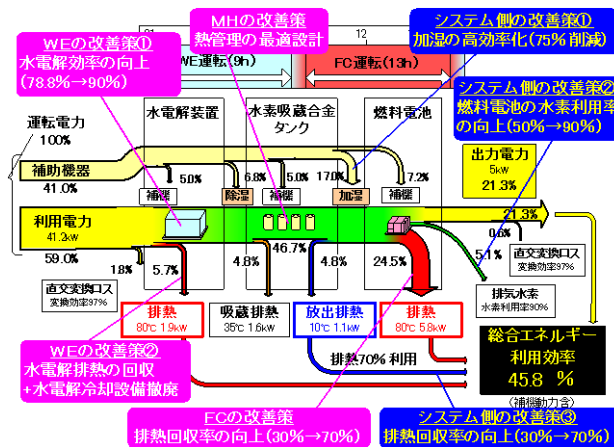 MHの改善策
熱管理の最適設計
システム側の改善策①
加湿の高効率化(75%削減)
WEの改善策①
水電解効率の向上
(78.8%→90%)
12
WE運転(9h)
FC運転(13h)
システム側の改善策②
燃料電池の水素利用率
の向上(50%→90%)
水電解装置
水素吸蔵合金
タンク
燃料電池
運転電力
100%
補助機器
41.0%
5.0%
6.8%
5.0%
17.0%
7.2%
出力電力
5kw
21.3%
補機
除湿
補機
加湿
補機
利用電力
41.2kw
59.0%
21.3%
0.6%
46.7%
1.8%
5.7%
4.8%
4.8%
24.5%
5.1%
直交変換ロス
変換効率97%
直交変換ロス
変換効率97%
排熱
80℃ 1.9kw
吸蔵排熱
35℃ 1.6kw
放出排熱
10℃ 1.1kw
排熱
80℃ 5.8kw
排気水素
水素利用率90%
WEの改善策②
水電解排熱の回収
+水電解冷却設備撤廃
排熱70% 利用
総合エネルギー
利用効率
45.8 %
(補機動力含)
FCの改善策
排熱回収率の向上(30%→70%)
システム側の改善策③
排熱回収率の向上(30%→70%)